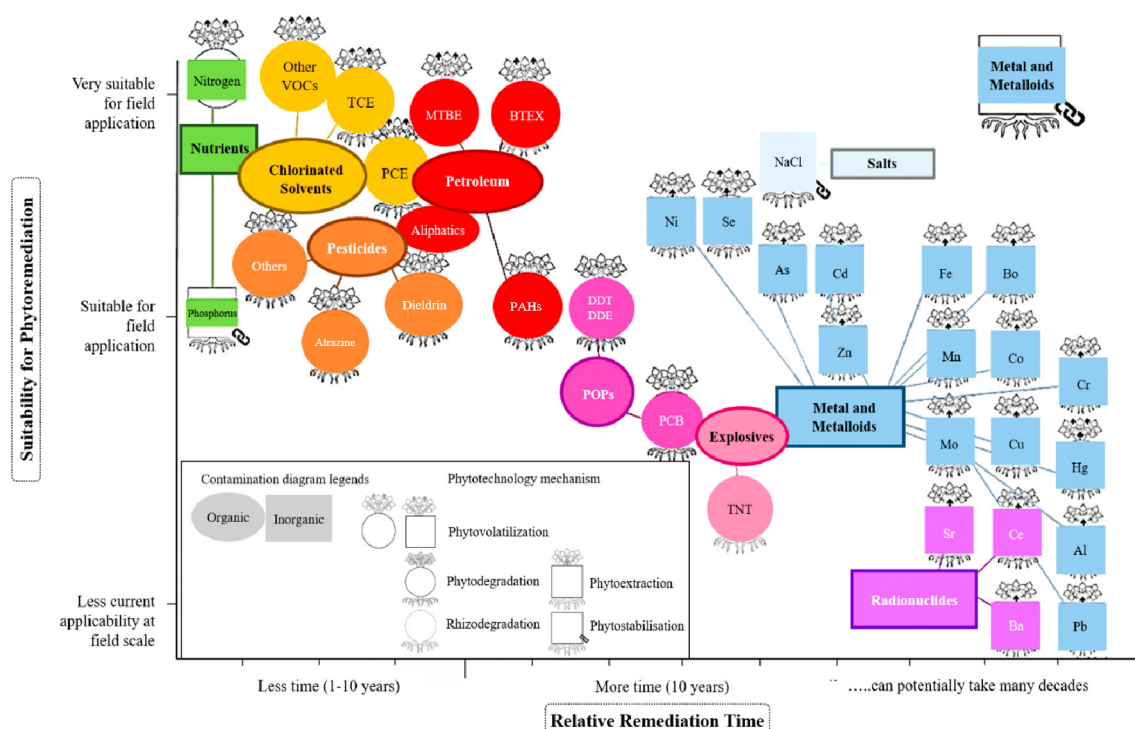 Suitability for Phytoremediation
Very suitable
for field
application
Suitable for
field
application
Less current
applicability at
field scale
Nitrogen
Nutrients
Phosphorus
Other
VOCs
TCE
Chlorinated
Solvents
PCE
MTBE
BTEX
Petroleum
Aliphatics
PAHs
Pesticides
Others
Atrazine
Dieldrin
DDT
DDE
POPs
PCB
Explosives
TNT
NaCl
Salts
Metal and
Metalloids
Ni
Se
As
Cd
Zn
Fe
Bo
Mn
Co
Cr
Metal and
Metalloids
Mo
Cu
Hg
Al
Pb
Sr
Ce
Radionuclides
Ba
Contamination diagram legends
Organic
Inorganic
Phytotechnology mechanism
Phytovolatilization
Phytodegradation
Phytoextraction
Rhizodegradation
Phytostabilisation
Less time (1-10 years)
More time (10 years)
…..can potentially take many decades
Relative Remediation Time